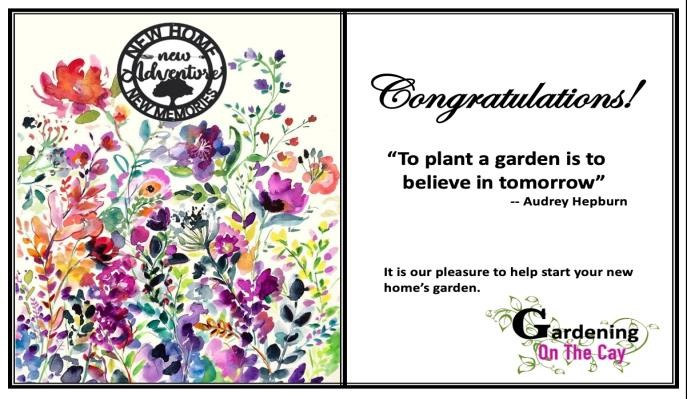 NEW HOME
new
Adventure
NEW MEMORIES
Congratulations!
“To plant a garden is to
believe in tomorrow”
-- Audrey Hepburn
It is our pleasure to help start your new
home’s garden.
Gardening
On The Cay